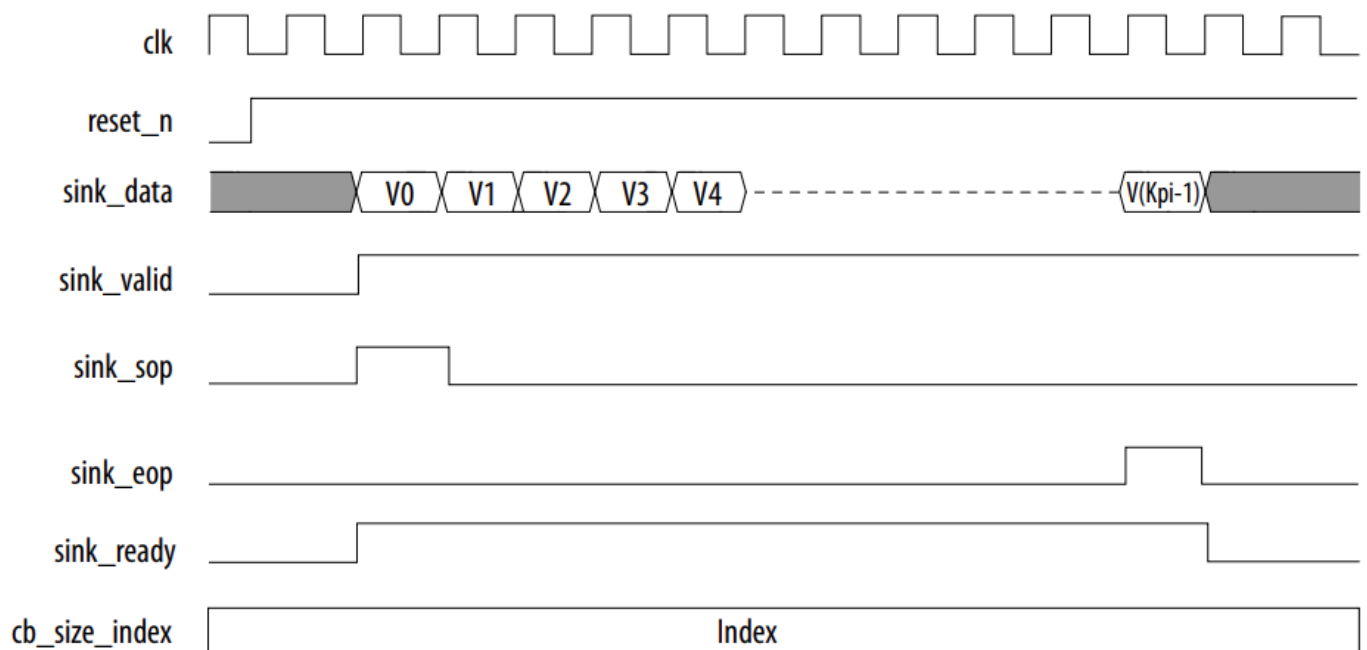 clk
reset_n
sink_data V0 V1 V2 V3 V4 V(Kpi-1)
sink_valid
sink_sop
sink_eop
sink_ready
cb_size_index Index